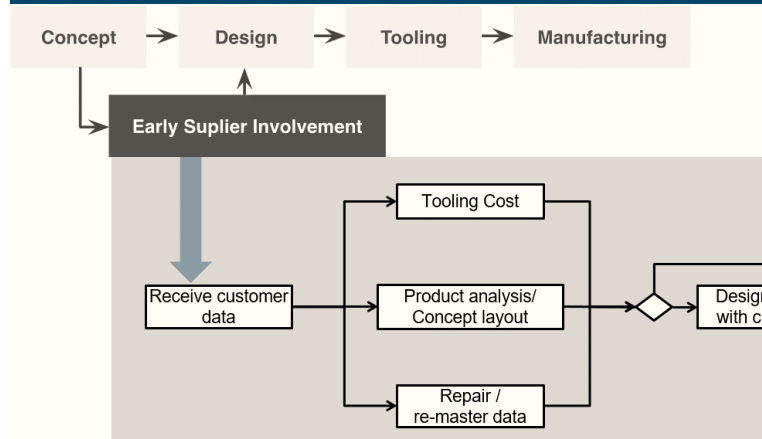 Concept
Design
Tooling
Manufacturing
Early Suplier Involvement
Tooling Cost
Receive customer
data
Product analysis/
Concept layout
with
Repair /
re-master data